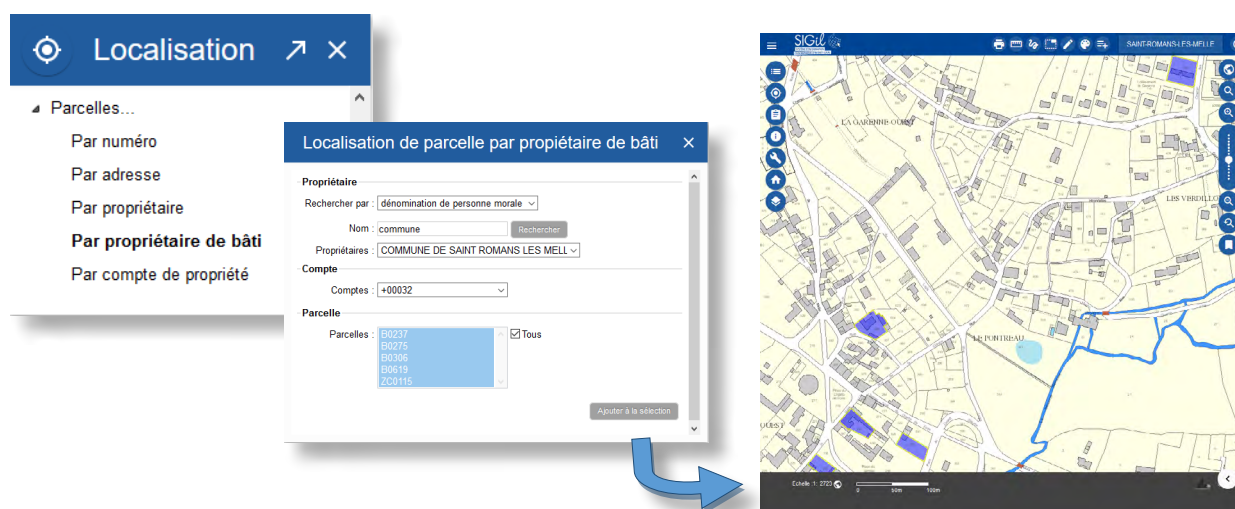 Localisation
Parcelles...
Par numéro
Par adresse
Par propriétaire
Par propriétaire de bâti
Par compte de propriété
Localisation de parcelle par propiétaire de bâti
Propriétaire
Rechercher par : dénomination de personne morale
Nom : commune Rechercher
Propriétaires : COMMUNE DE SAINT ROMANS LES MELL
Compte
Comptes : +00032
Parcelle
Parcelles : B0237 Tous
B0275
B0306
B0619
ZC0115
Ajouter à la sélection
SIGil
SAINT-ROMANS-LES-MELLE
LA GARENNE OUEST
LES VERDILLO
LE PONTREAU
OUEST
Echelle :1: 2723
0 50m 100m